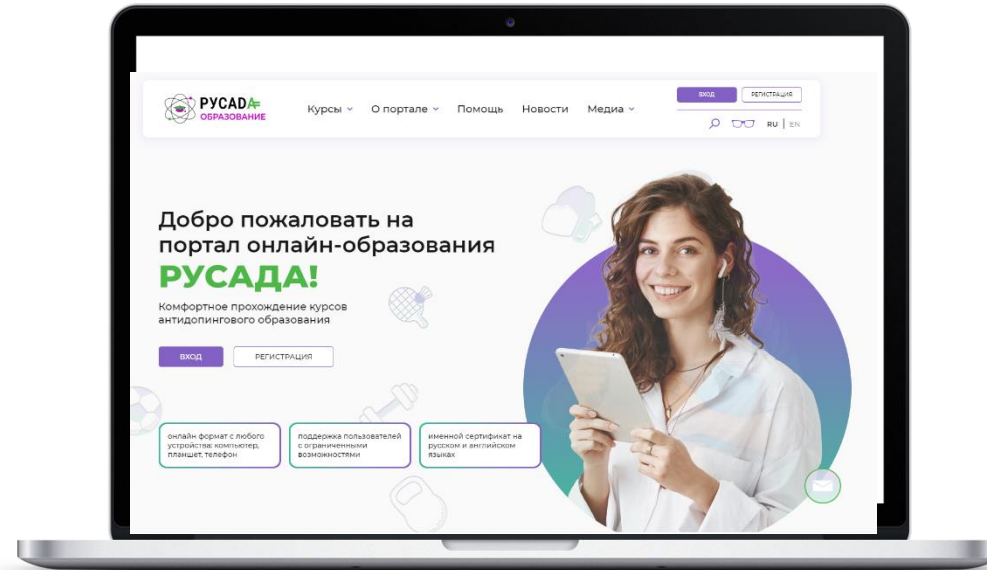 РУСАДА
ОБРАЗОВАНИЕ
Курсы
О портале
Помощь
Новости
Медиа
ВХОД
РЕГИСТРАЦИЯ
RU | EN
Добро пожаловать на
портал онлайн-образования
РУСАДА!
Комфортное прохождение курсов
антидопингового образования
ВХОД
РЕГИСТРАЦИЯ
онлайн формат с любого
устройства: компьютер,
планшет, телефон
поддержка пользователей
с ограниченными
возможностями
именной сертификат на
русском и английском
языках